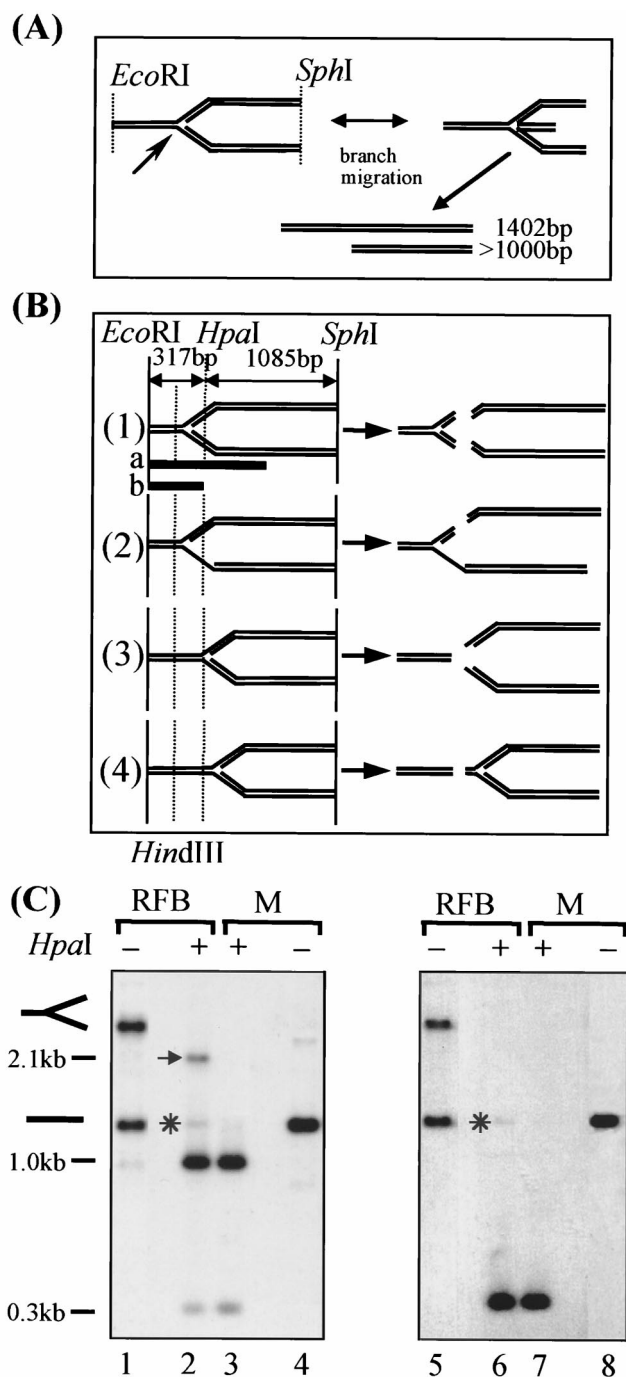 (A)
EcoRI SphI
branch
migration
1402bp
>1000bp
(B)
EcoRI HpaI SphI
317bp 1085bp
(1)
a
b
(2)
(3)
(4)
HindIII
(C)
RFB M RFB M
HpaI − + + − − + + −
2.1kb
*
*
1.0kb
0.3kb
1 2 3 4 5 6 7 8